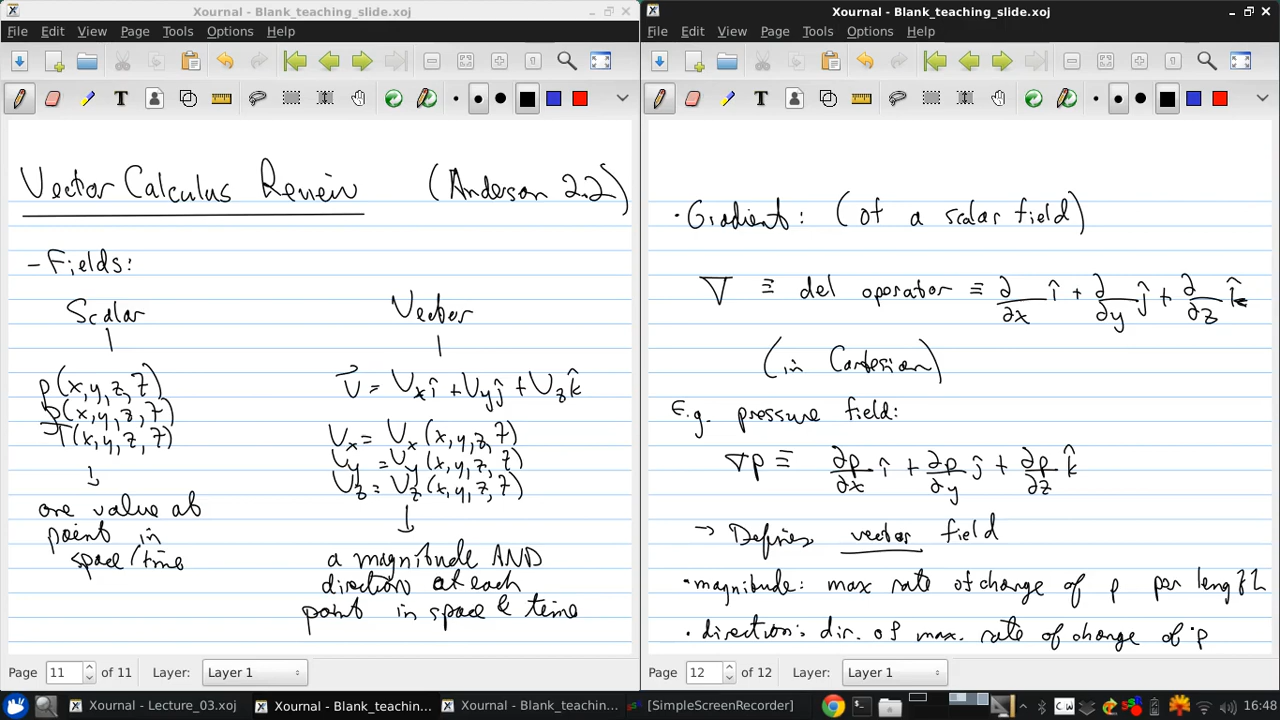 Xournal - Blank_teaching_slide.xoj
File Edit View Page Tools Options Help
Vector Calculus Review (Anderson 2.2)
- Fields:
Scalar
p(x,y,z,t)
ρ(x,y,z,t)
T(x,y,z,t)
one value at
point in
space/time
Vector
V⃗ = Vx î + Vy ĵ + Vz k̂
Vx = Vx (x,y,z,t)
Vy = Vy (x,y,z,t)
Vz = Vz (x,y,z,t)
a magnitude AND
direction at each
point in space & time
Page 11 of 11 Layer: Layer 1
Xournal - Blank_teaching_slide.xoj
File Edit View Page Tools Options Help
· Gradient: (of a scalar field)
∇ ≡ del operator ≡ ∂/∂x î + ∂/∂y ĵ + ∂/∂z k̂
(in Cartesian)
E.g. pressure field:
∇p ≡ ∂p/∂x î + ∂p/∂y ĵ + ∂p/∂z k̂
→ Defines vector field
· magnitude: max rate of change of p per length
· direction: dir. of max. rate of change of p
Page 12 of 12 Layer: Layer 1
Xournal - Lecture_03.xoj
Xournal - Blank_teaching...
Xournal - Blank_teaching...
[SimpleScreenRecorder]
16:48